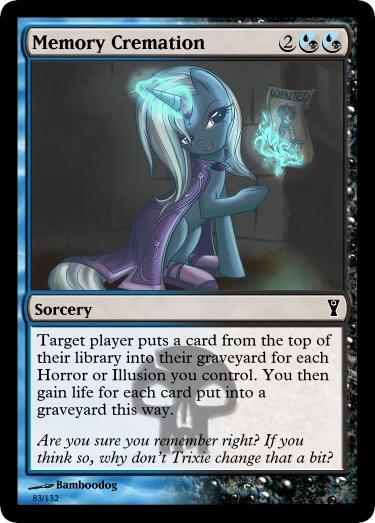 Memory Cremation 2
WANTED
Sorcery
Target player puts a card from the top of
their library into their graveyard for each
Horror or Illusion you control. You then
gain life for each card put into a
graveyard this way.
Are you sure you remember right? If you
think so, why don't Trixie change that a bit?
Bamboodog
83/132